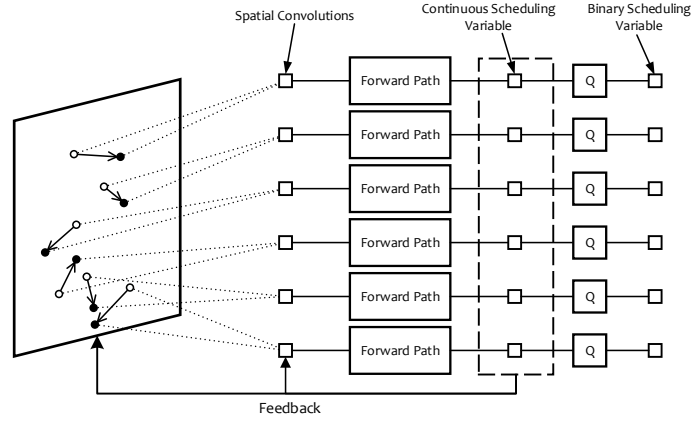 Spatial Convolutions
Continuous Scheduling
Variable
Binary Scheduling
Variable
Forward Path
Q
Forward Path
Q
Forward Path
Q
Forward Path
Q
Forward Path
Q
Forward Path
Q
Feedback